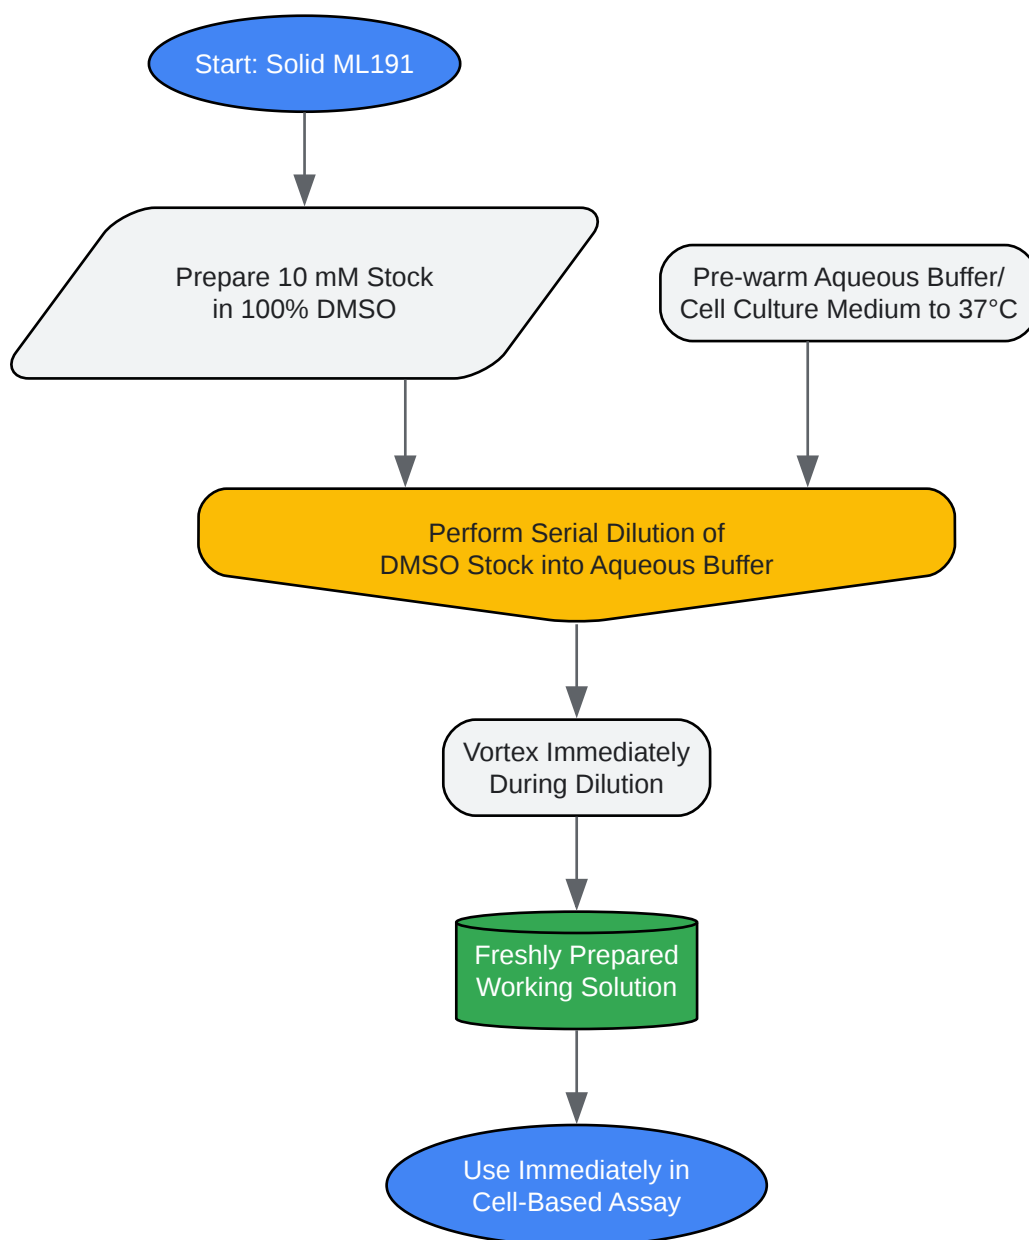 Start: Solid ML191
Prepare 10 mM Stock
in 100% DMSO
Pre-warm Aqueous Buffer/
Cell Culture Medium to 37°C
Perform Serial Dilution of
DMSO Stock into Aqueous Buffer
Vortex Immediately
During Dilution
Freshly Prepared
Working Solution
Use Immediately in
Cell-Based Assay